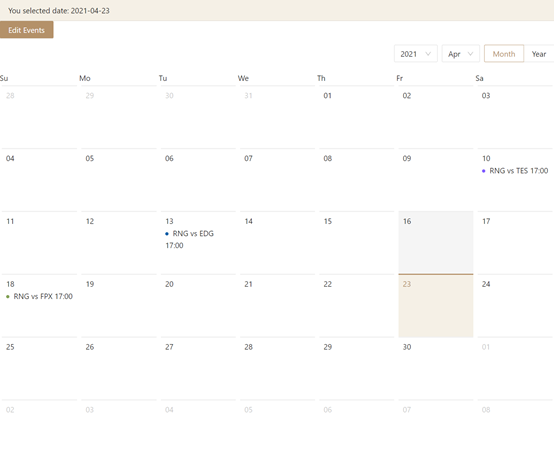 You selected date: 2021-04-23
Edit Events
2021 Apr Month Year
Su Mo Tu We Th Fr Sa
28 29 30 31 01 02 03
04 05 06 07 08 09 10
RNG vs TES 17:00
11 12 13 14 15 16 17
RNG vs EDG
17:00
18 19 20 21 22 23 24
RNG vs FPX 17:00
25 26 27 28 29 30 01
02 03 04 05 06 07 08